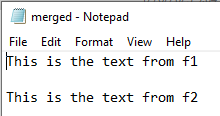 merged - Notepad
File Edit Format View Help
This is the text from f1

This is the text from f2